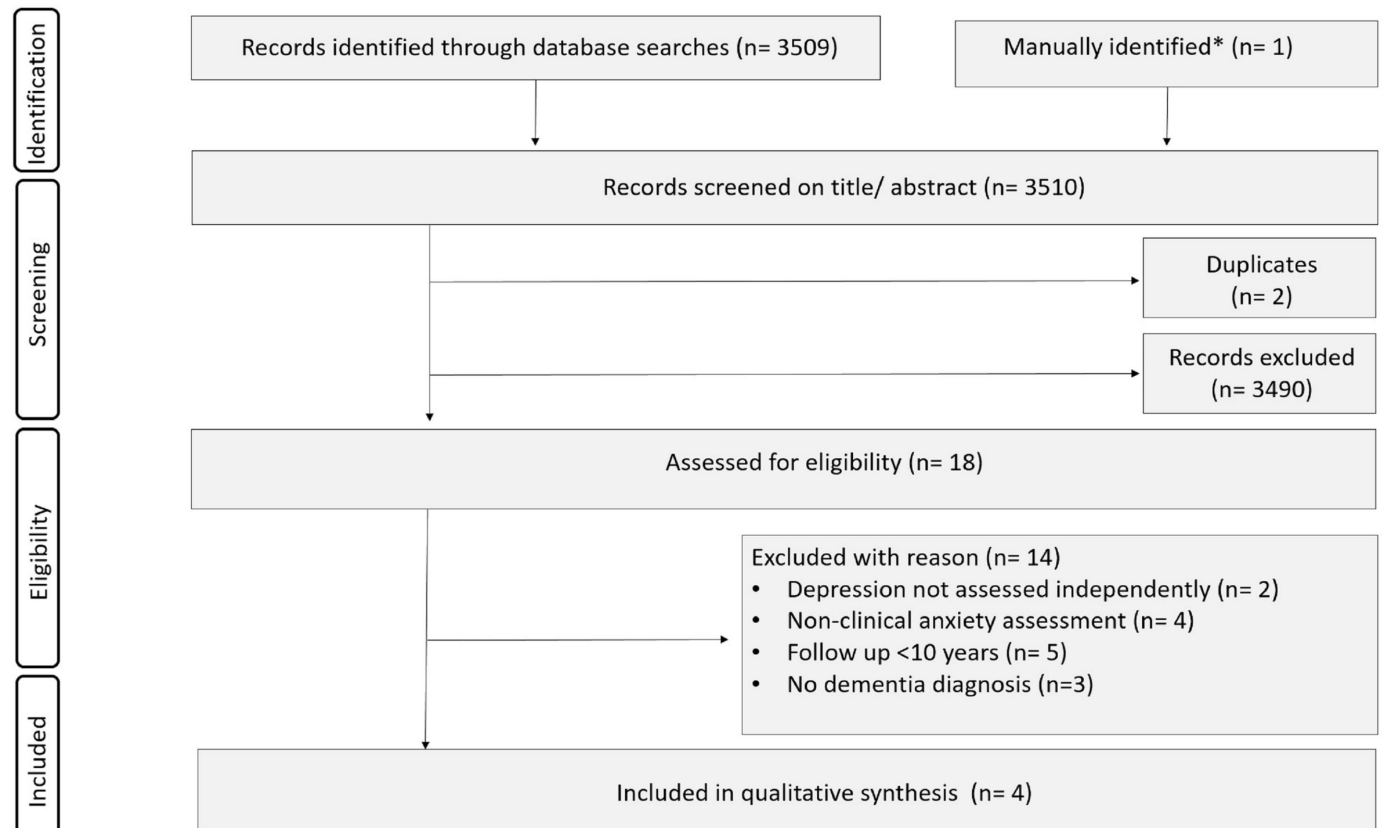 Identification
Records identified through database searches (n= 3509)
Manually identified* (n= 1)
Records screened on title/ abstract (n= 3510)
Screening
Duplicates
(n= 2)
Records excluded
(n= 3490)
Eligibility
Assessed for eligibility (n= 18)
Excluded with reason (n= 14)
• Depression not assessed independently (n= 2)
• Non-clinical anxiety assessment (n= 4)
• Follow up <10 years (n= 5)
• No dementia diagnosis (n=3)
Included
Included in qualitative synthesis (n= 4)